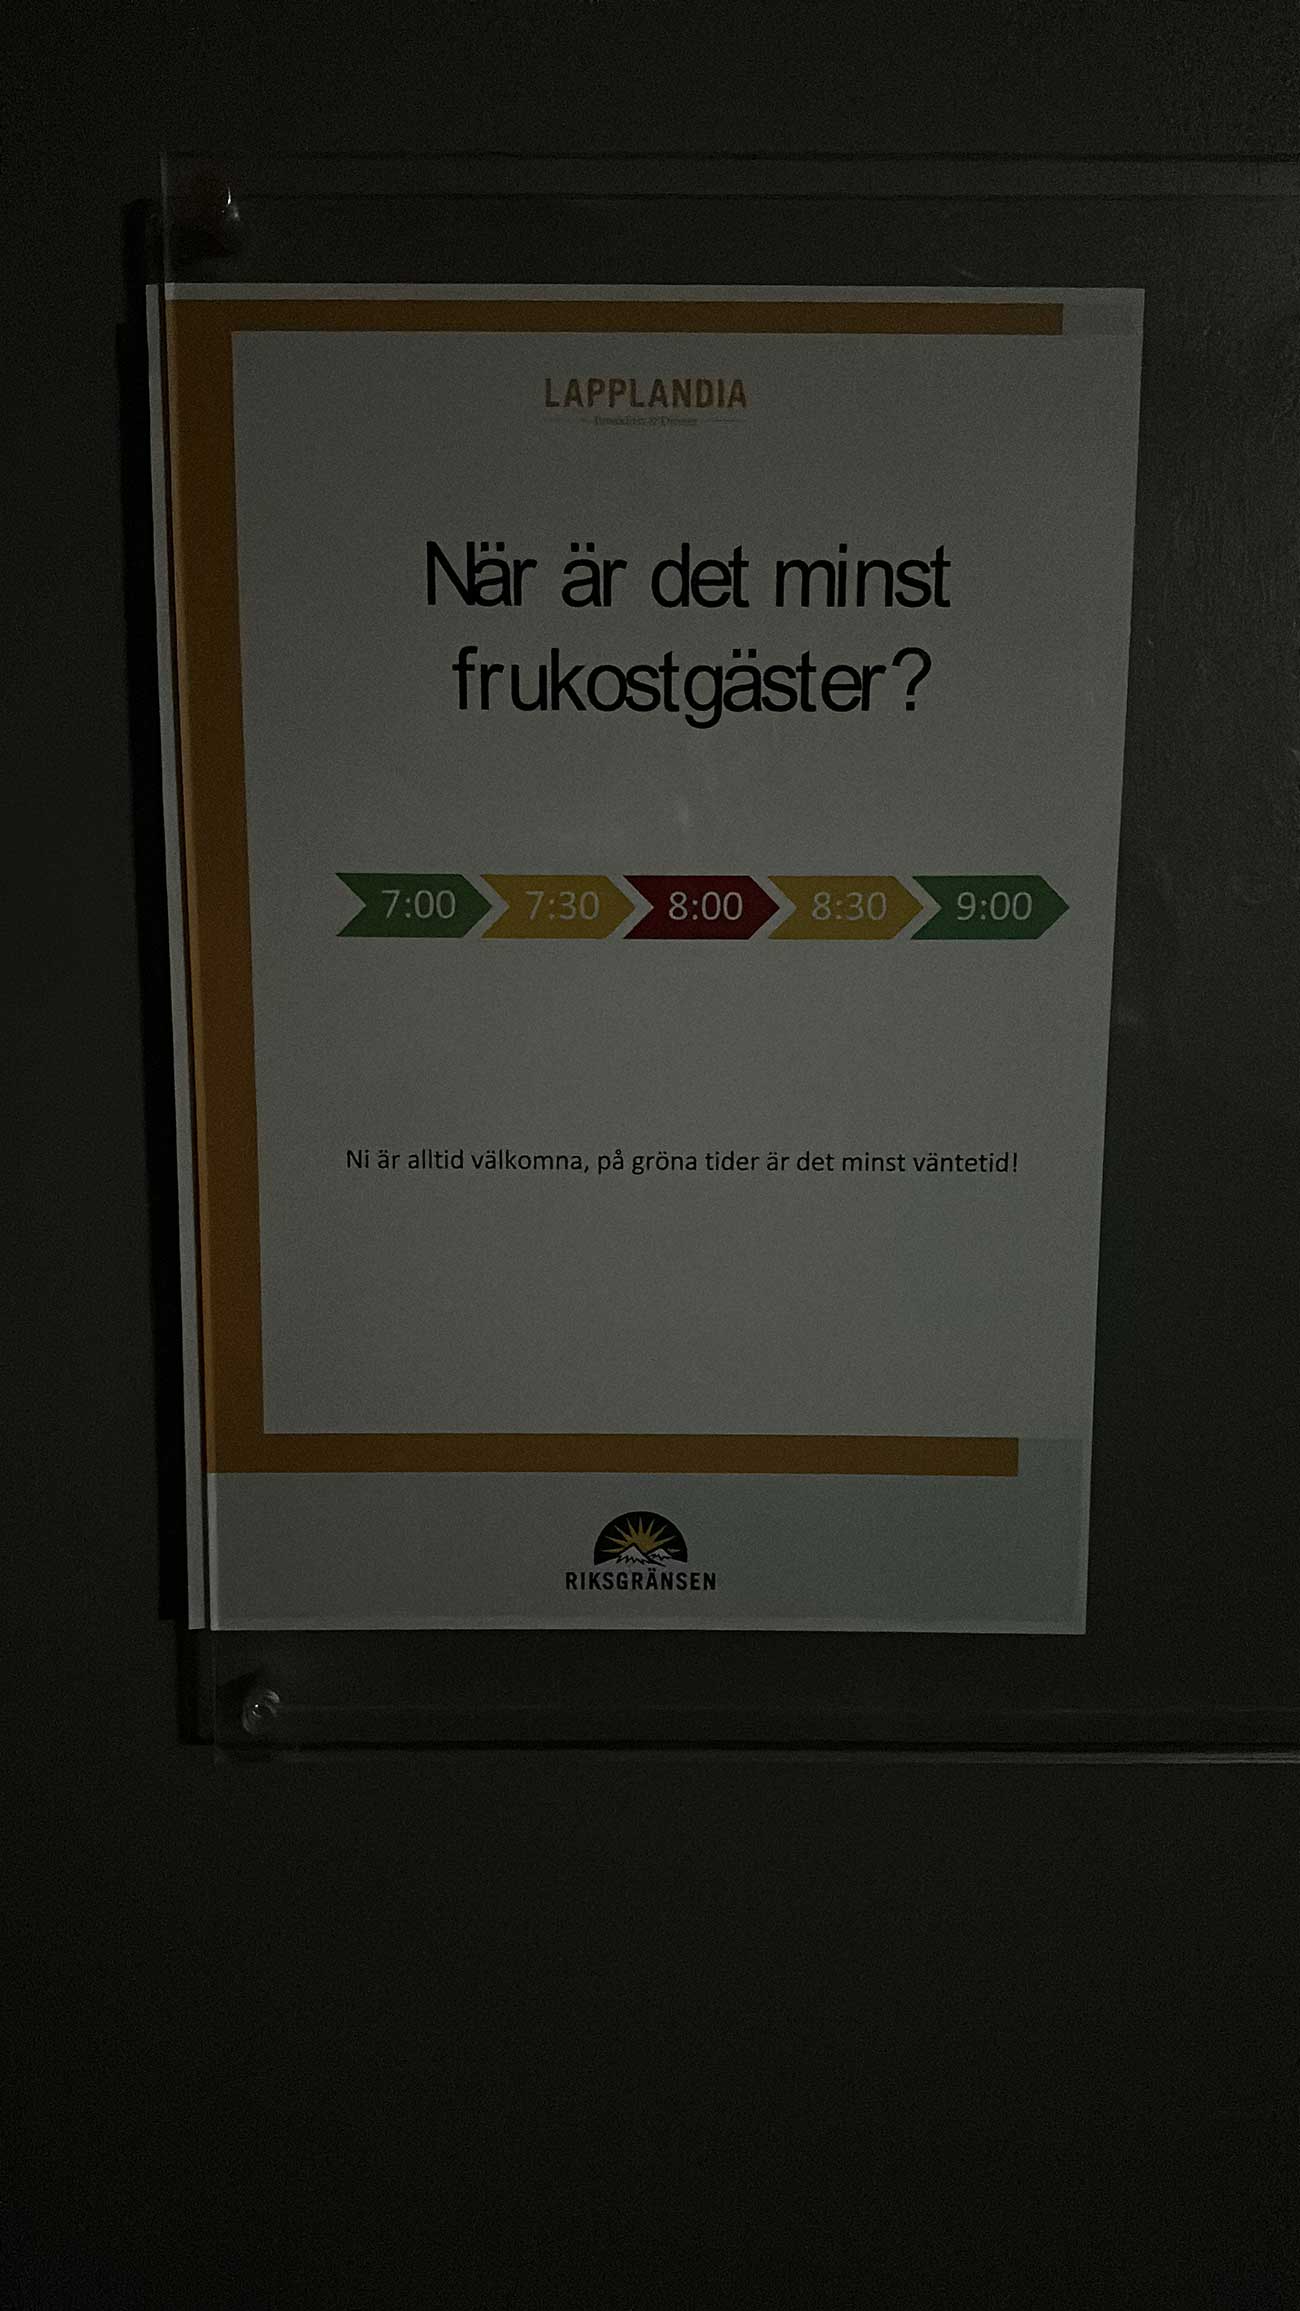 LAPPLANDIA
Breakfast & Dinner
När är det minst
frukostgäster?
7:00 7:30 8:00 8:30 9:00
Ni är alltid välkomna, på gröna tider är det minst väntetid!
RIKSGRÄNSEN